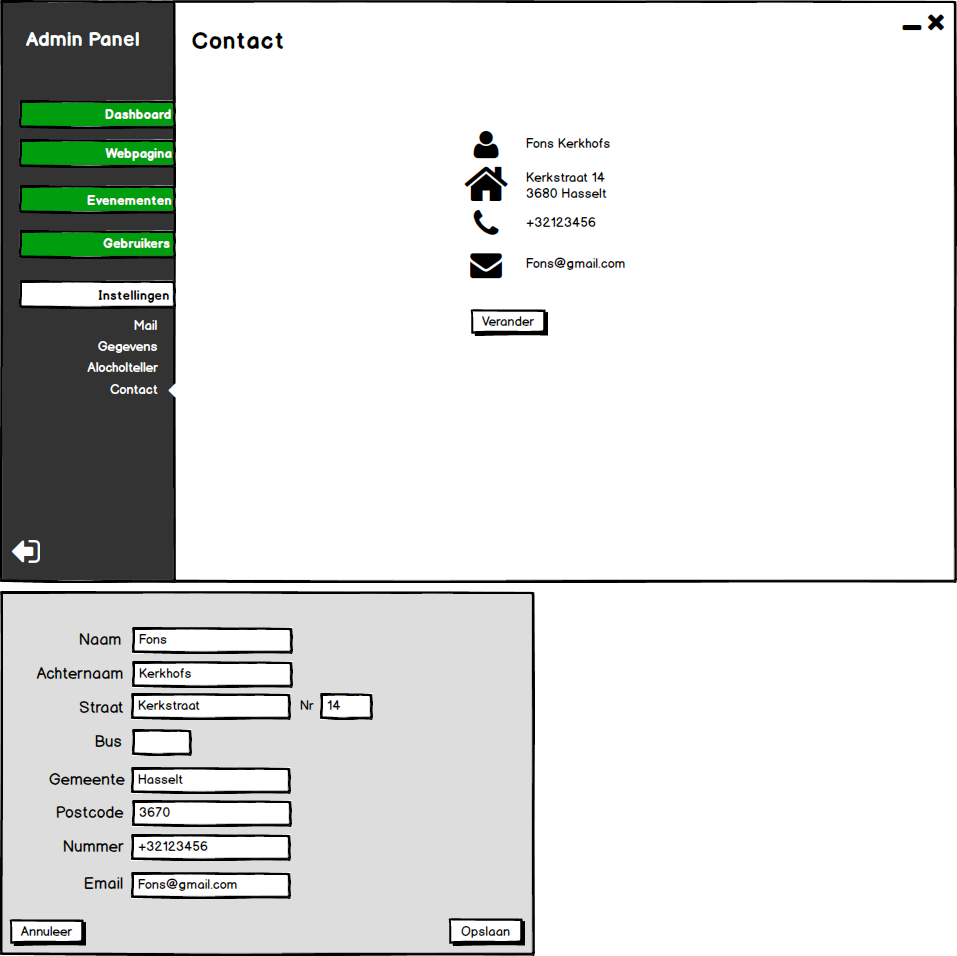 Admin Panel
Contact
Dashboard
Webpagina
Evenementen
Gebruikers
Instellingen
Mail
Gegevens
Alocholteller
Contact
Fons Kerkhofs
Kerkstraat 14
3680 Hasselt
+32123456
Fons@gmail.com
Verander
Naam Fons
Achternaam Kerkhofs
Straat Kerkstraat Nr 14
Bus
Gemeente Hasselt
Postcode 3670
Nummer +32123456
Email Fons@gmail.com
Annuleer Opslaan